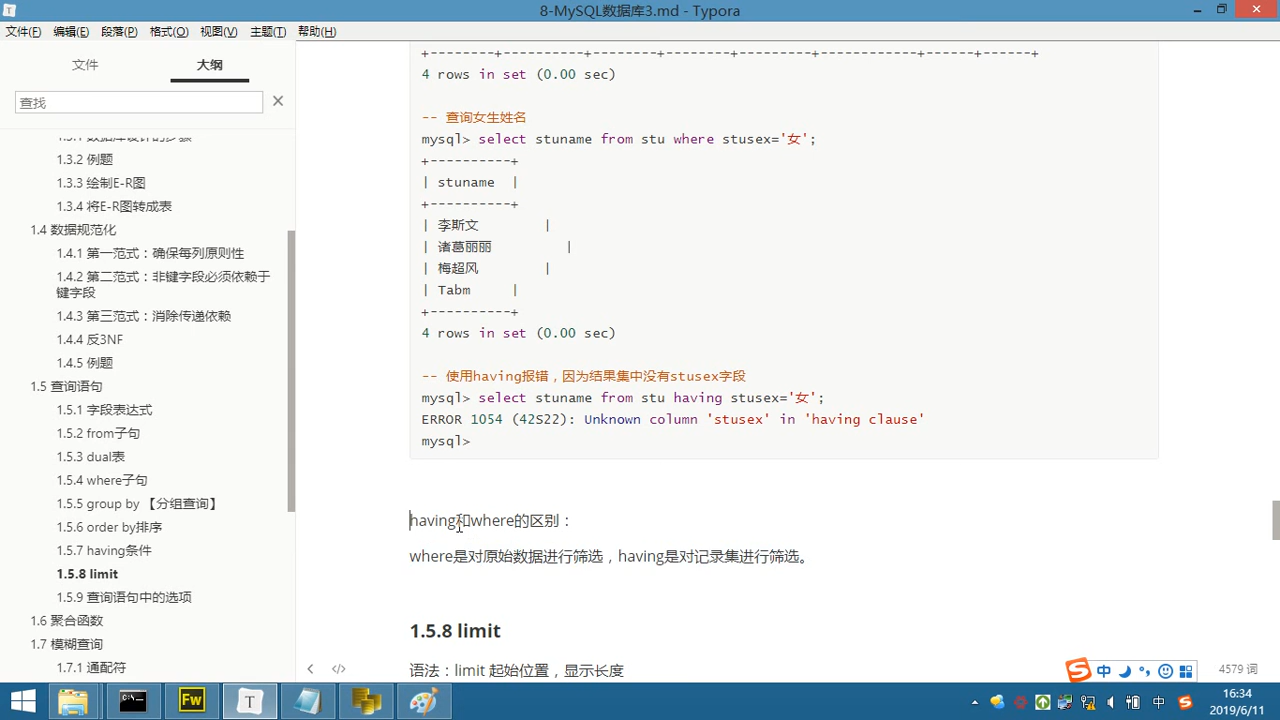 8-MySQL数据库3.md - Typora
文件(F) 编辑(E) 段落(P) 格式(O) 视图(V) 主题(T) 帮助(H)
文件 大纲
查找
1.3.1 数据库设计的步骤
1.3.2 例题
1.3.3 绘制E-R图
1.3.4 将E-R图转成表
1.4 数据规范化
1.4.1 第一范式：确保每列原则性
1.4.2 第二范式：非键字段必须依赖于
键字段
1.4.3 第三范式：消除传递依赖
1.4.4 反3NF
1.4.5 例题
1.5 查询语句
1.5.1 字段表达式
1.5.2 from子句
1.5.3 dual表
1.5.4 where子句
1.5.5 group by 【分组查询】
1.5.6 order by排序
1.5.7 having条件
1.5.8 limit
1.5.9 查询语句中的选项
1.6 聚合函数
1.7 模糊查询
1.7.1 通配符
+--------+----------+--------+--------+---------+------------+------+------+
4 rows in set (0.00 sec)
-- 查询女生姓名
mysql> select stuname from stu where stusex='女';
+----------+
| stuname  |
+----------+
| 李斯文        |
| 诸葛丽丽         |
| 梅超风        |
| Tabm     |
+----------+
4 rows in set (0.00 sec)
-- 使用having报错，因为结果集中没有stusex字段
mysql> select stuname from stu having stusex='女';
ERROR 1054 (42S22): Unknown column 'stusex' in 'having clause'
mysql>
having和where的区别：
where是对原始数据进行筛选，having是对记录集进行筛选。
1.5.8 limit
语法：limit 起始位置，显示长度
4579 词
中
Fw
T
中
16:34
2019/6/11